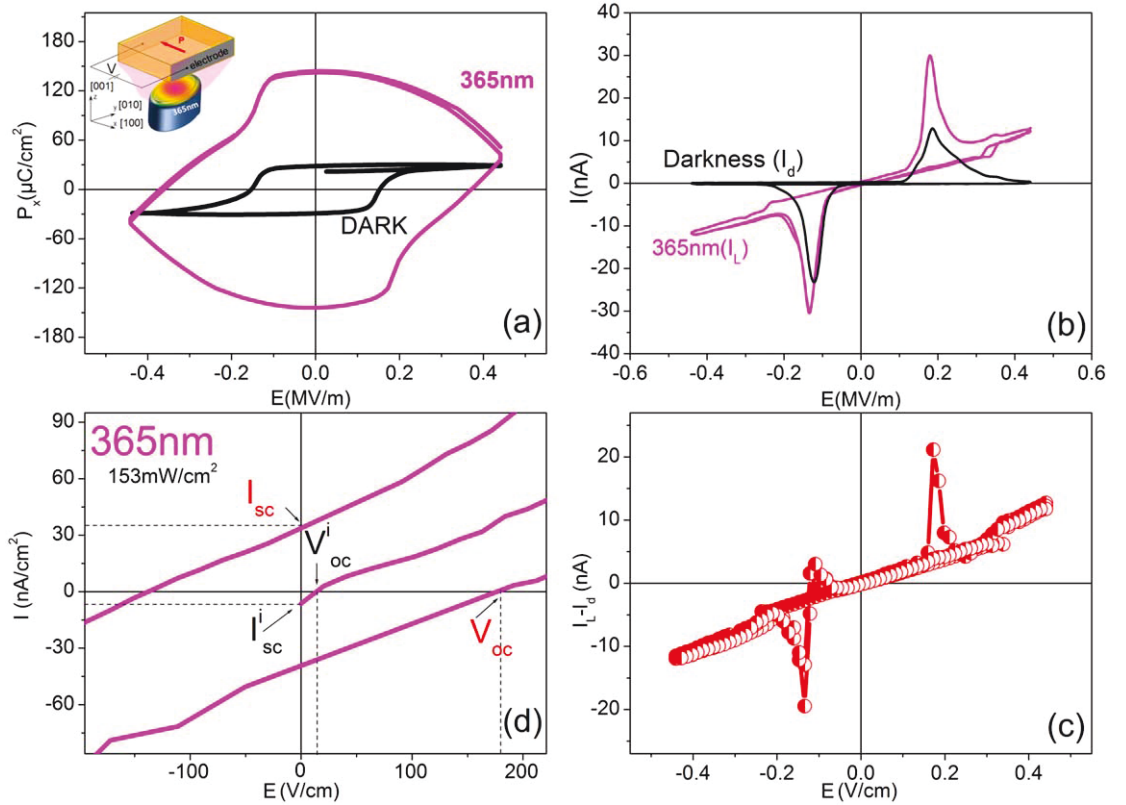 180
120
60
0
-60
-120
-180
P_x(μC/cm²)
P
V
electrode
[001]
z
[010]
y
x
[100]
365nm
365nm
DARK
(a)
-0.4
-0.2
0.0
0.2
0.4
E(MV/m)
40
30
20
10
0
-10
-20
-30
-40
I(nA)
Darkness (I_d)
365nm(I_L)
(b)
-0.6
-0.4
-0.2
0.0
0.2
0.4
0.6
E(MV/m)
90
60
30
0
-30
-60
I (nA/cm²)
365nm
153mW/cm²
I_sc
V^i_oc
I^i_sc
V_oc
(d)
-100
0
100
200
E (V/cm)
20
10
0
-10
-20
I_L-I_d (nA)
(c)
-0.4
-0.2
0.0
0.2
0.4
E(V/cm)